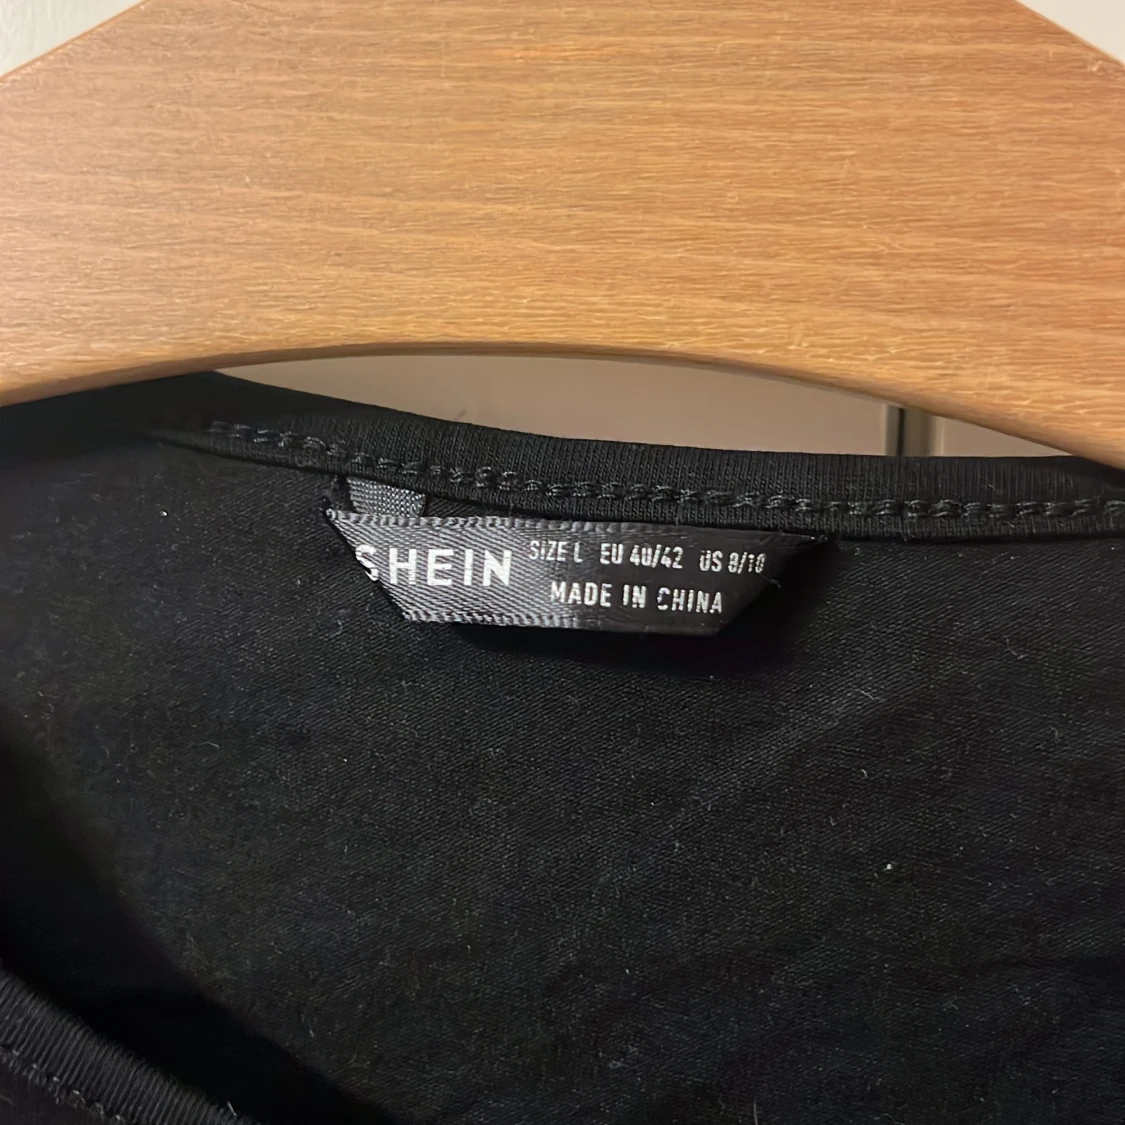 SHEIN SIZE L EU 40/42 US 8/10
MADE IN CHINA